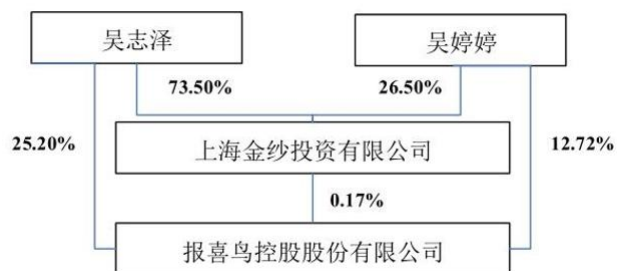 吴志泽
吴婷婷
73.50%
26.50%
25.20%
上海金纱投资有限公司
12.72%
0.17%
报喜鸟控股股份有限公司